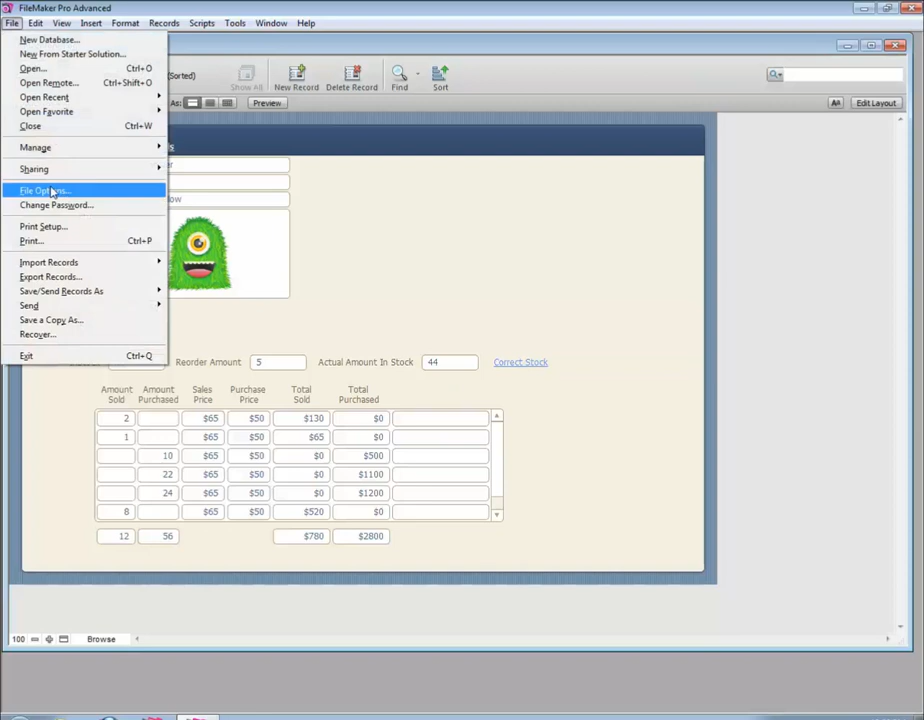 FileMaker Pro Advanced
File Edit View Insert Format Records Scripts Tools Window Help
New Database...
New From Starter Solution...
Open... Ctrl+O
Open Remote... Ctrl+Shift+O
Open Recent
Open Favorite
Close Ctrl+W
Manage
Sharing
File Options...
Change Password...
Print Setup...
Print... Ctrl+P
Import Records
Export Records...
Save/Send Records As
Send
Save a Copy As...
Recover...
Exit Ctrl+Q
(Sorted) Show All New Record Delete Record Find Sort
As: Preview Aa Edit Layout
Reorder Amount 5 Actual Amount In Stock 44 Correct Stock
Amount Sold Amount Purchased Sales Price Purchase Price Total Sold Total Purchased
2 $65 $50 $130 $0
1 $65 $50 $65 $0
10 $65 $50 $0 $500
22 $65 $50 $0 $1100
24 $65 $50 $0 $1200
8 $65 $50 $520 $0
12 56 $780 $2800
100 Browse